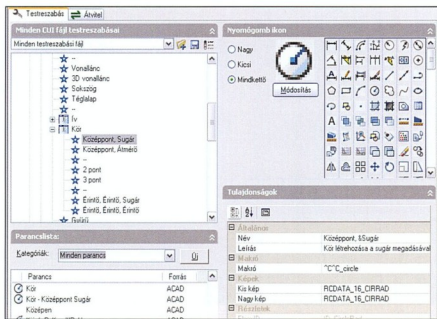 Testreszabás
Átvitel
Minden CUI fájl testreszabásai
Minden testreszabási fájl
-
Vonallánc
3D vonallánc
Sokszög
Téglalap
-
Ív
Kör
Középpont, Sugár
Középpont, Átmérő
-
2 pont
3 pont
-
Érintő, Érintő, Sugár
Érintő, Érintő, Érintő
Gyűrű
Parancslista:
Kategóriák:
Minden parancs
Új
Parancs
Forrás
Kör
ACAD
Kör - Középpont Sugár
ACAD
Középen
ACAD
Nyomógomb ikon
Nagy
Kicsi
Mindkettő
Módosítás
Tulajdonságok
Általános
Név
Középpont, &Sugár
Leírás
Kör létrehozása a sugár megadásával
Makró
Makró
^C^C_circle
Képek
Kis kép
RCDATA_16_CIRRAD
Nagy kép
RCDATA_16_CIRRAD
Részletek